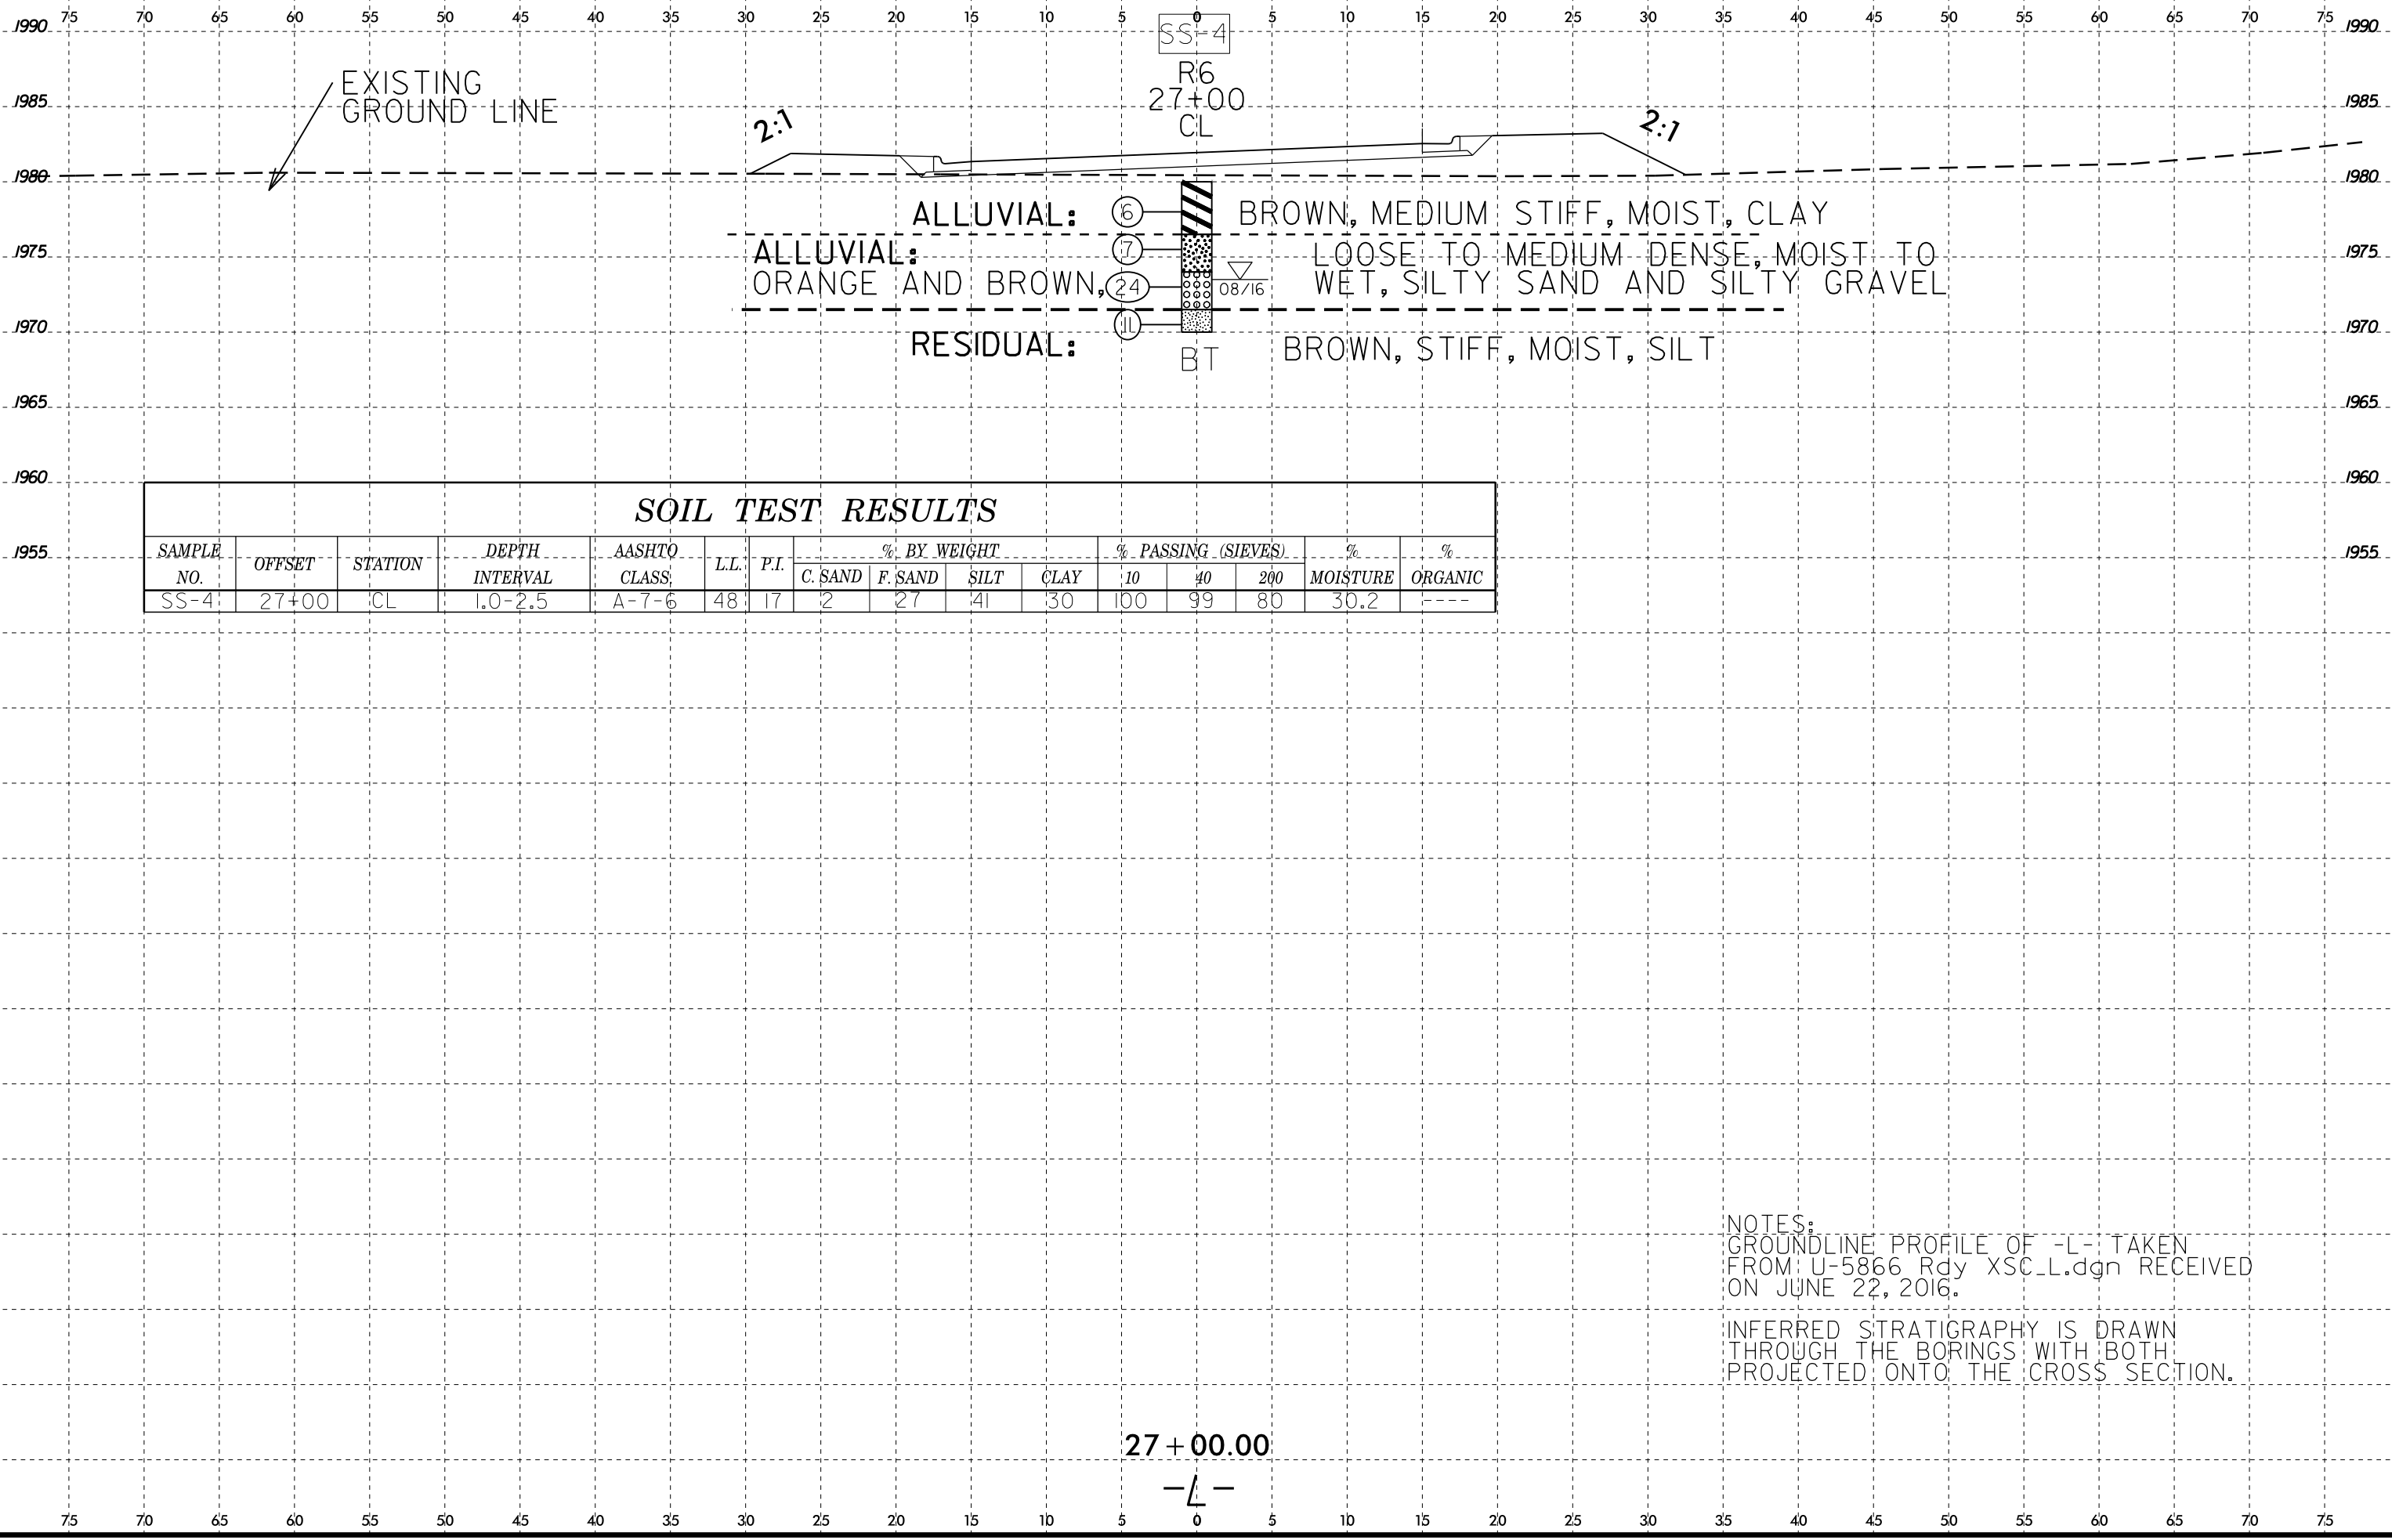 75 70 65 60 55 50 45 40 35 30 25 20 15 10 5 0 5 10 15 20 25 30 35 40 45 50 55 60 65 70 75
1990 1990
SS-4
R6
27+00
CL
EXISTING
GROUND LINE
1985 1985
2:1 2:1
1980 1980
ALLUVIAL: 6 BROWN, MEDIUM STIFF, MOIST, CLAY
ALLUVIAL: 7 LOOSE TO MEDIUM DENSE, MOIST TO
1975 1975
ORANGE AND BROWN, 24 08/16 WET, SILTY SAND AND SILTY GRAVEL
1970 11 1970
RESIDUAL: BROWN, STIFF, MOIST, SILT
BT
1965 1965
1960 1960
SOIL TEST RESULTS
1955 1955
SAMPLE NO. OFFSET STATION DEPTH INTERVAL AASHTO CLASS. L.L. P.I. % BY WEIGHT % PASSING (SIEVES) % MOISTURE % ORGANIC
C. SAND F. SAND SILT CLAY 10 40 200
SS-4 27+00 CL 1.0-2.5 A-7-6 48 17 2 27 41 30 100 99 80 30.2 ----
NOTES:
GROUNDLINE PROFILE OF -L- TAKEN
FROM U-5866 Rdy XSC_L.dgn RECEIVED
ON JUNE 22, 2016.
INFERRED STRATIGRAPHY IS DRAWN
THROUGH THE BORINGS WITH BOTH
PROJECTED ONTO THE CROSS SECTION.
27+00.00
-L-
75 70 65 60 55 50 45 40 35 30 25 20 15 10 5 0 5 10 15 20 25 30 35 40 45 50 55 60 65 70 75